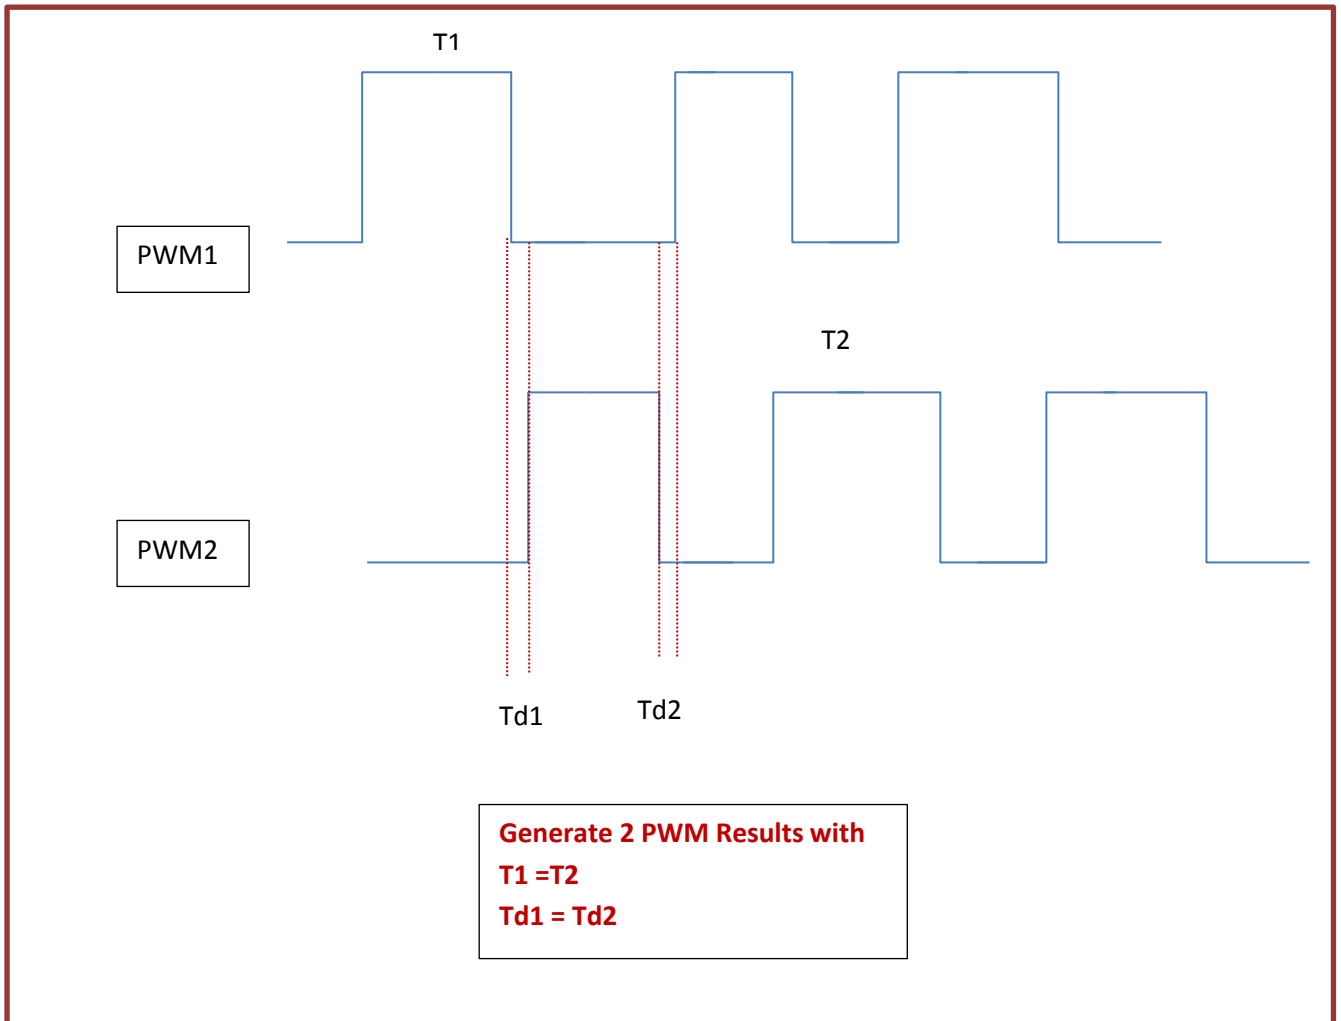 T1
PWM1
T2
PWM2
Td1
Td2
Generate 2 PWM Results with
T1 =T2
Td1 = Td2